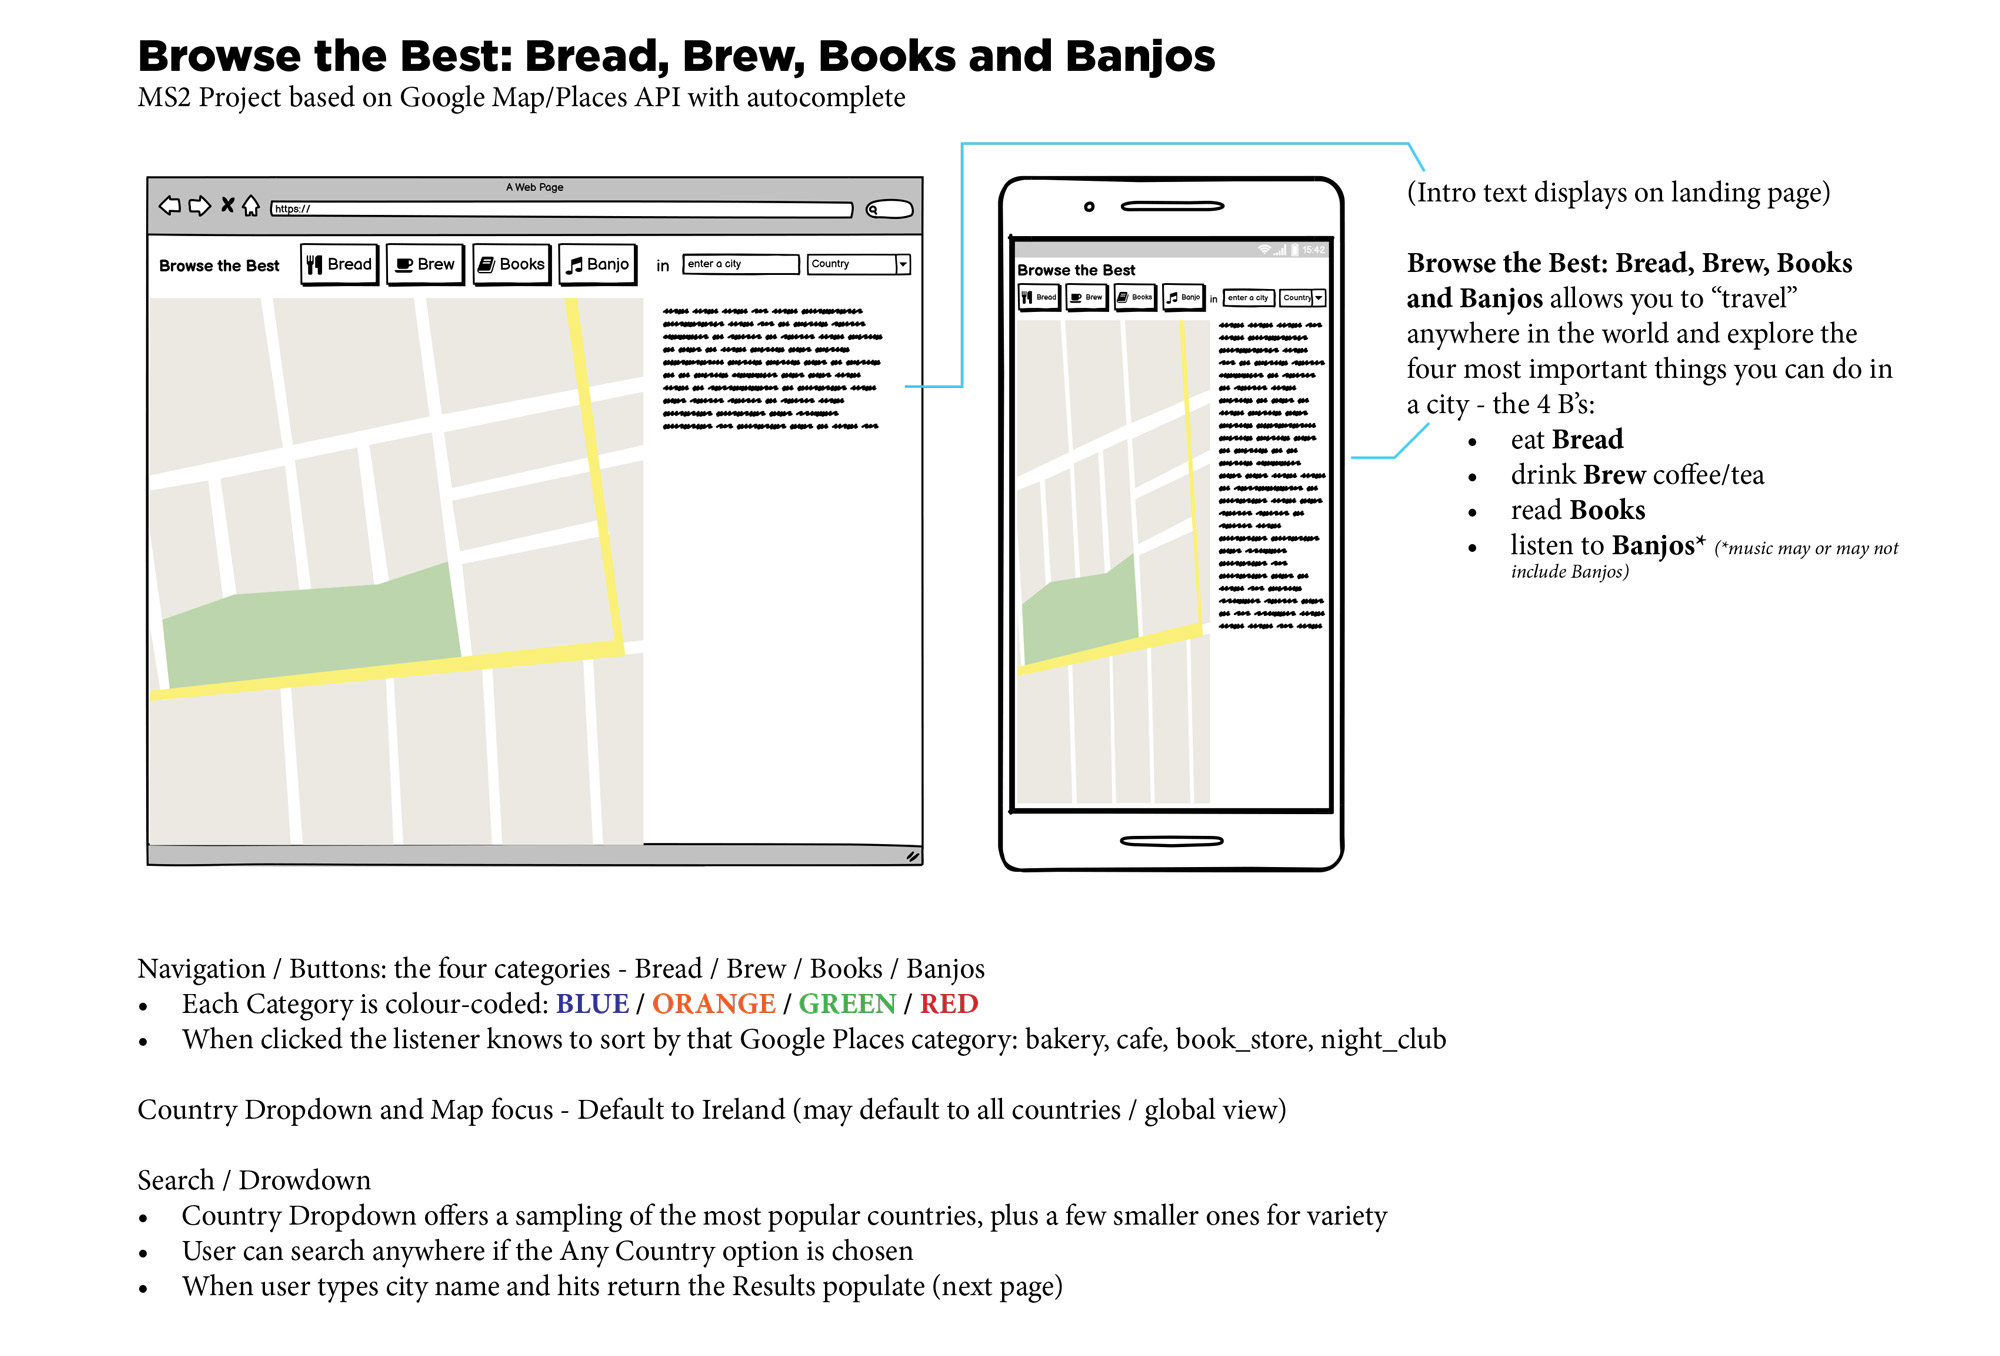 Browse the Best: Bread, Brew, Books and Banjos
MS2 Project based on Google Map/Places API with autocomplete
A Web Page
https://
Browse the Best
Bread
Brew
Books
Banjo
in
enter a city
Country
15:42
Browse the Best
Bread
Brew
Books
Banjo
in
enter a city
Country
(Intro text displays on landing page)
Browse the Best: Bread, Brew, Books
and Banjos allows you to “travel”
anywhere in the world and explore the
four most important things you can do in
a city - the 4 B’s:
• eat Bread
• drink Brew coffee/tea
• read Books
• listen to Banjos* (*music may or may not
include Banjos)
Navigation / Buttons: the four categories - Bread / Brew / Books / Banjos
• Each Category is colour-coded: BLUE / ORANGE / GREEN / RED
• When clicked the listener knows to sort by that Google Places category: bakery, cafe, book_store, night_club
Country Dropdown and Map focus - Default to Ireland (may default to all countries / global view)
Search / Drowdown
• Country Dropdown offers a sampling of the most popular countries, plus a few smaller ones for variety
• User can search anywhere if the Any Country option is chosen
• When user types city name and hits return the Results populate (next page)